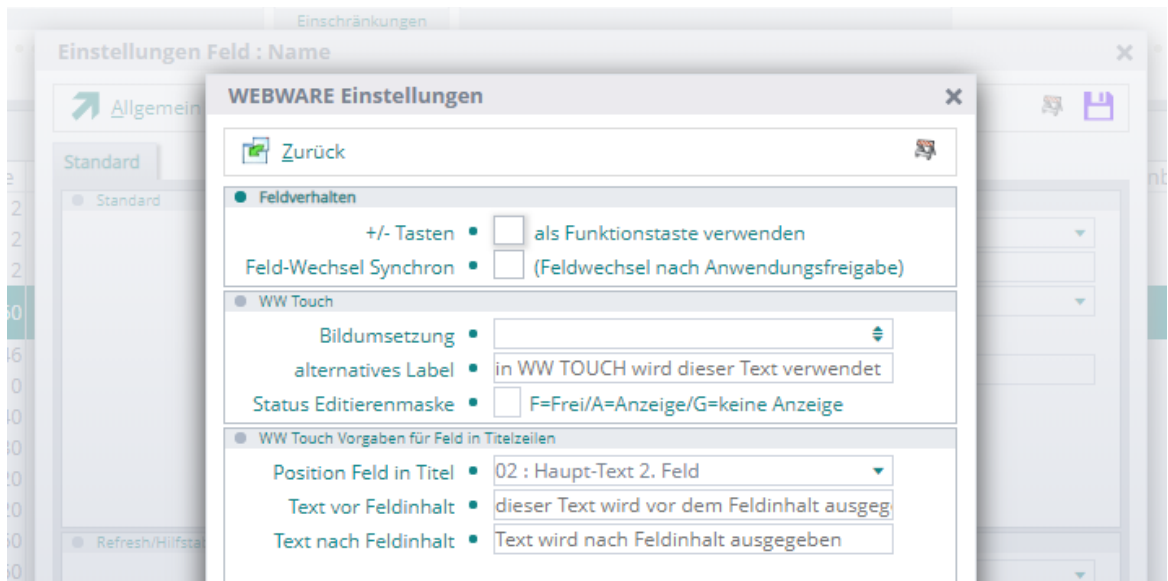 Einschränkungen
Einstellungen Feld : Name
WEBWARE Einstellungen
Allgemein
Zurück
Standard
Standard
Feldverhalten
+/- Tasten • als Funktionstaste verwenden
Feld-Wechsel Synchron • (Feldwechsel nach Anwendungsfreigabe)
WW Touch
Bildumsetzung •
alternatives Label • in WW TOUCH wird dieser Text verwendet
Status Editierenmaske • F=Frei/A=Anzeige/G=keine Anzeige
WW Touch Vorgaben für Feld in Titelzeilen
Position Feld in Titel • 02 : Haupt-Text 2. Feld
Text vor Feldinhalt • dieser Text wird vor dem Feldinhalt ausgeg
Text nach Feldinhalt • Text wird nach Feldinhalt ausgegeben
Refresh/Hilfsta